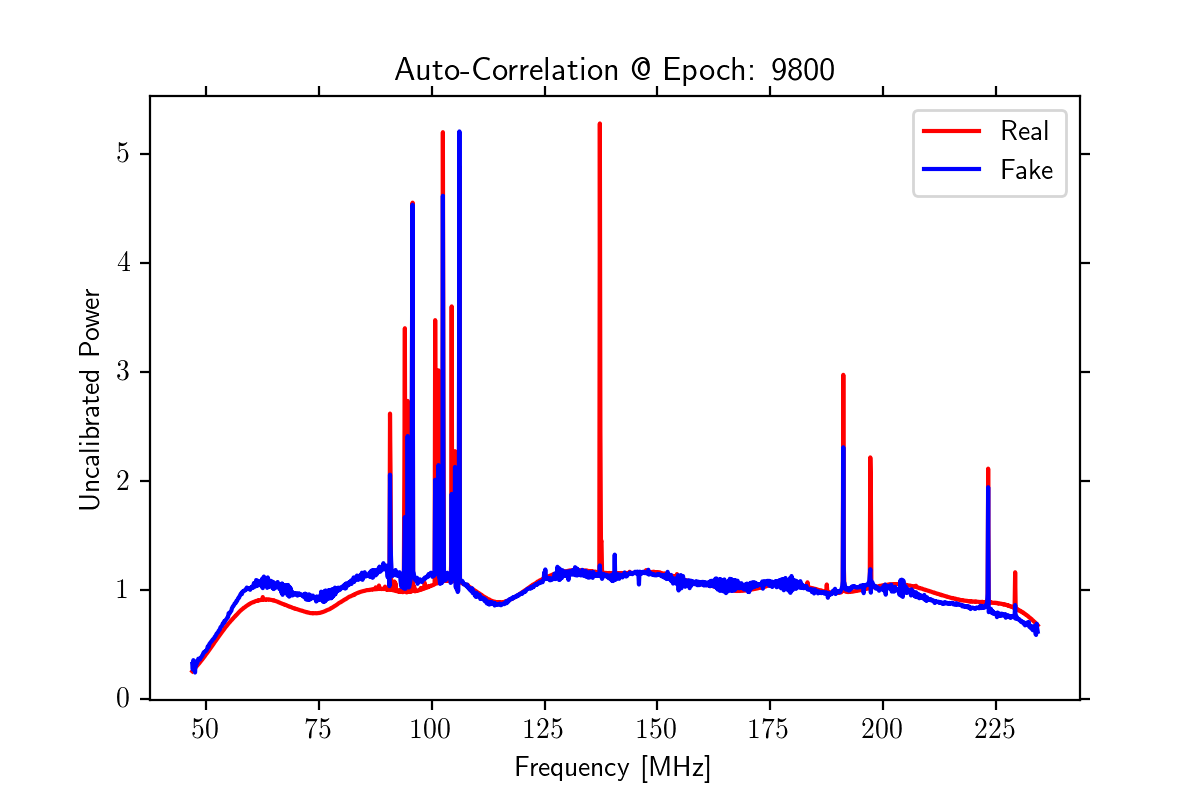 Auto-Correlation @ Epoch: 9800
Real
Fake
Uncalibrated Power
5
4
3
2
1
0
50 75 100 125 150 175 200 225
Frequency [MHz]